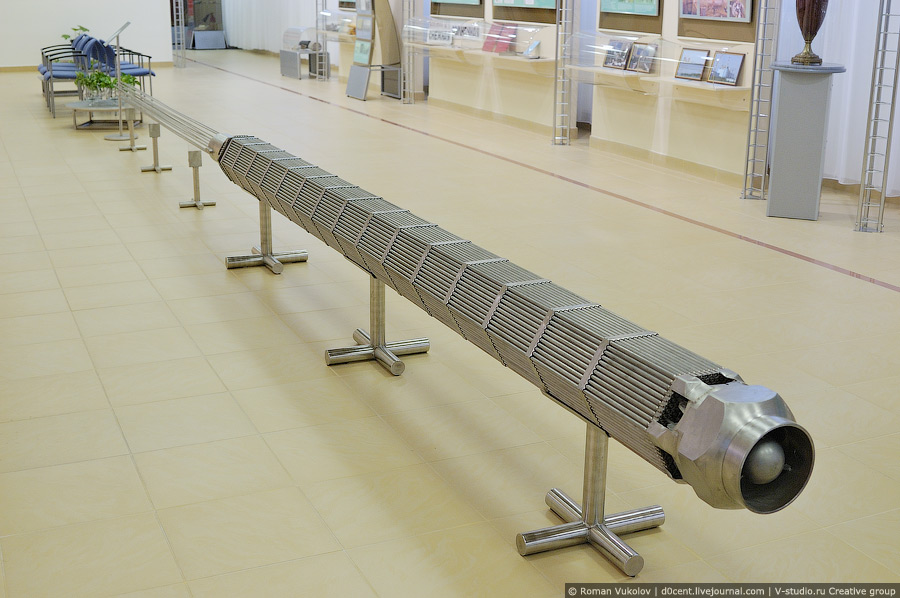 © Roman Vukolov | d0cent.livejournal.com | V-studio.ru Creative group